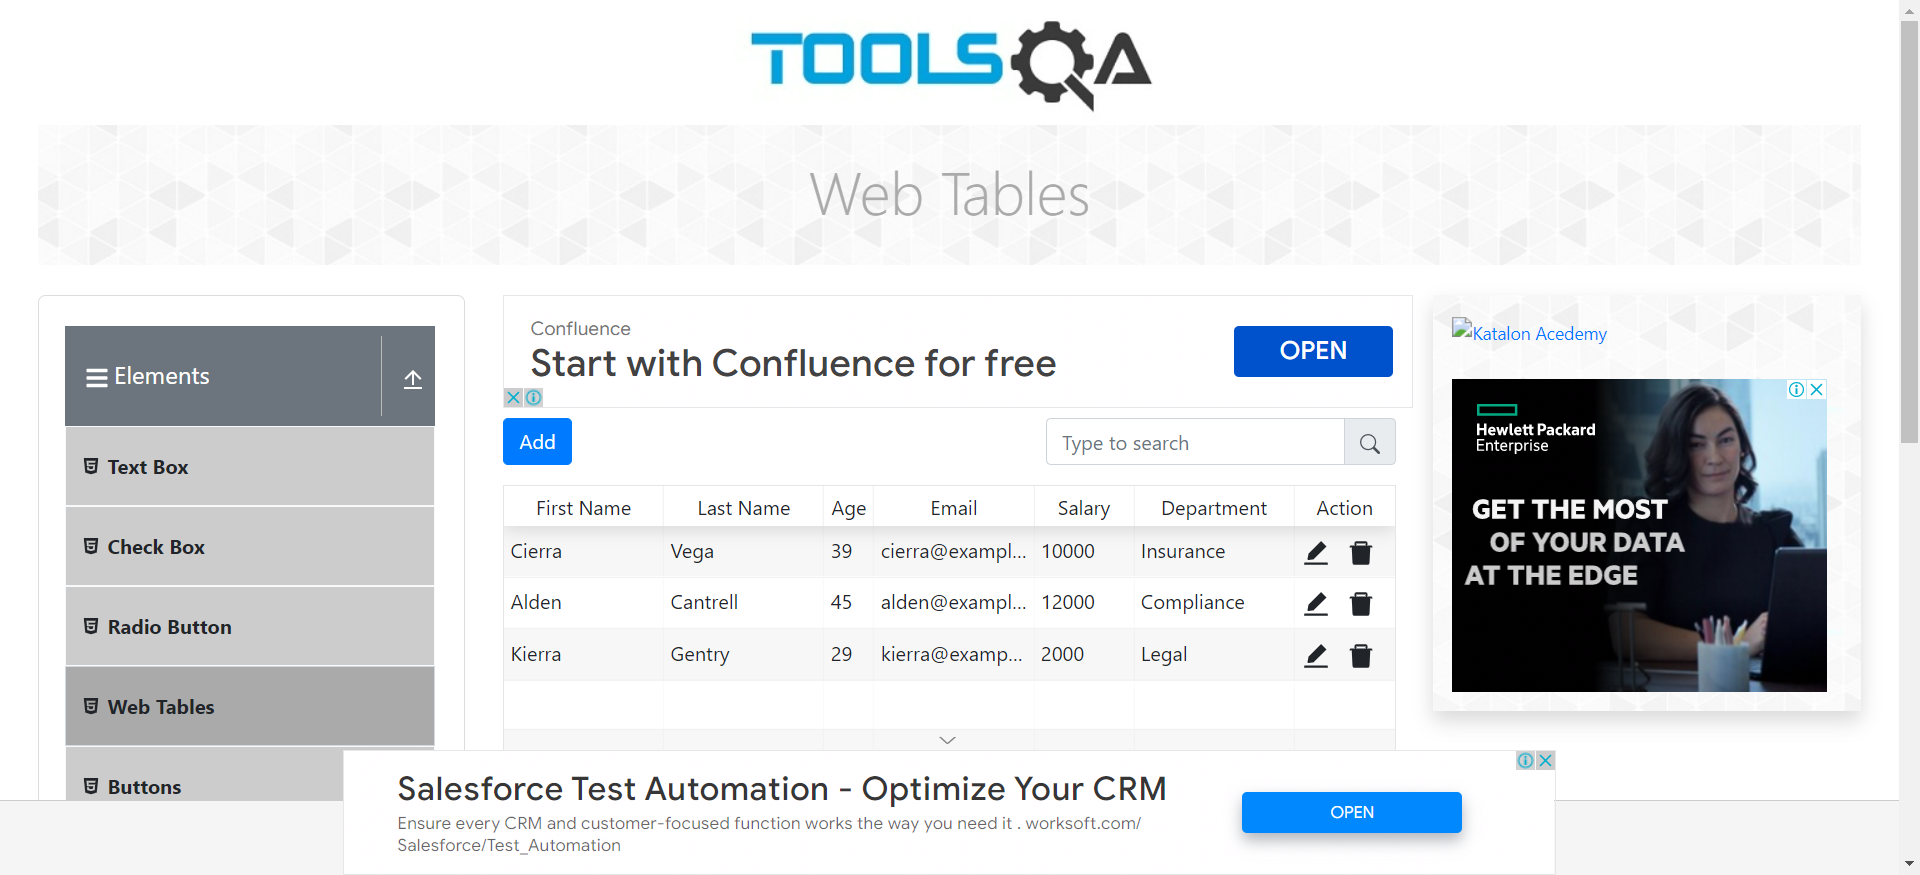 TOOLSQA
Web Tables
Elements
Text Box
Check Box
Radio Button
Web Tables
Buttons
Confluence
Start with Confluence for free
OPEN
Add
Type to search
First Name Last Name Age Email Salary Department Action
Cierra Vega 39 cierra@exampl... 10000 Insurance
Alden Cantrell 45 alden@exampl... 12000 Compliance
Kierra Gentry 29 kierra@examp... 2000 Legal
Katalon Acedemy
Hewlett Packard
Enterprise
GET THE MOST
OF YOUR DATA
AT THE EDGE
Salesforce Test Automation - Optimize Your CRM
Ensure every CRM and customer-focused function works the way you need it . worksoft.com/
Salesforce/Test_Automation
OPEN